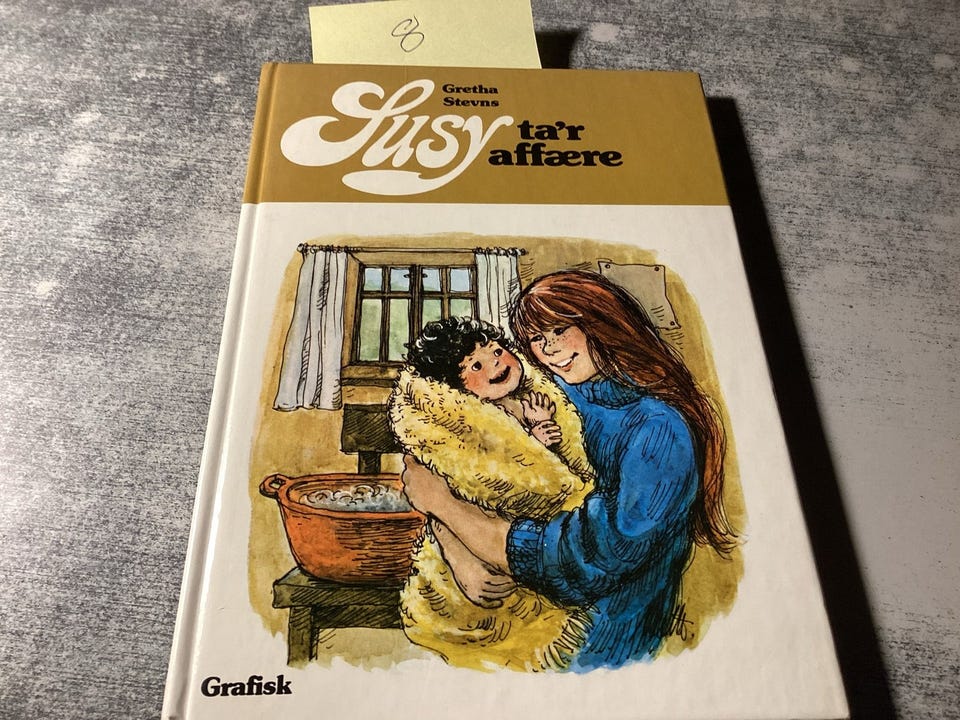 8
Gretha
Stevns
Susy ta'r
affære
Grafisk